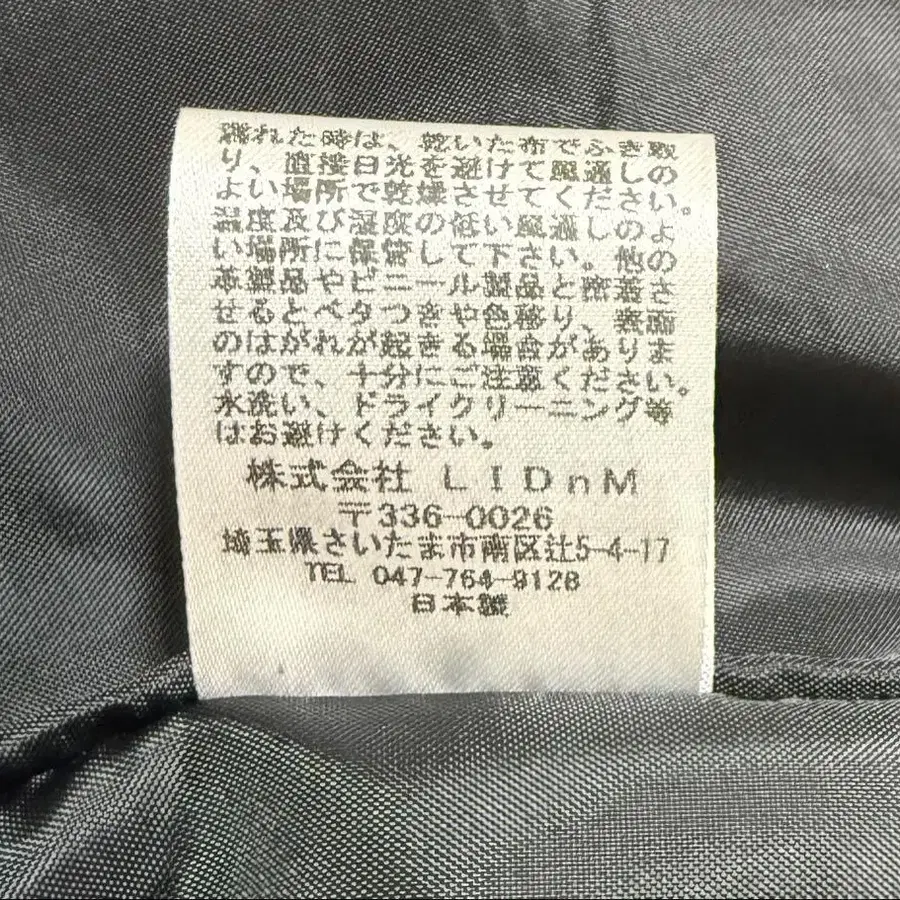 濡れた時は、乾いた布でふき取
り、直接日光を避けて風通しの
よい場所で乾燥させてください。
温度及び湿度の低い風通しのよ
い場所に保管して下さい。他の
革製品やビニール製品と密着さ
せるとベタつきや色移り、表面
のはがれが起きる場合がありま
すので、十分にご注意ください。
水洗い、ドライクリーニング等
はお避けください。
株式会社 LIDnM
〒336-0026
埼玉県さいたま市南区辻5-4-17
TEL 047-764-9128
日本製